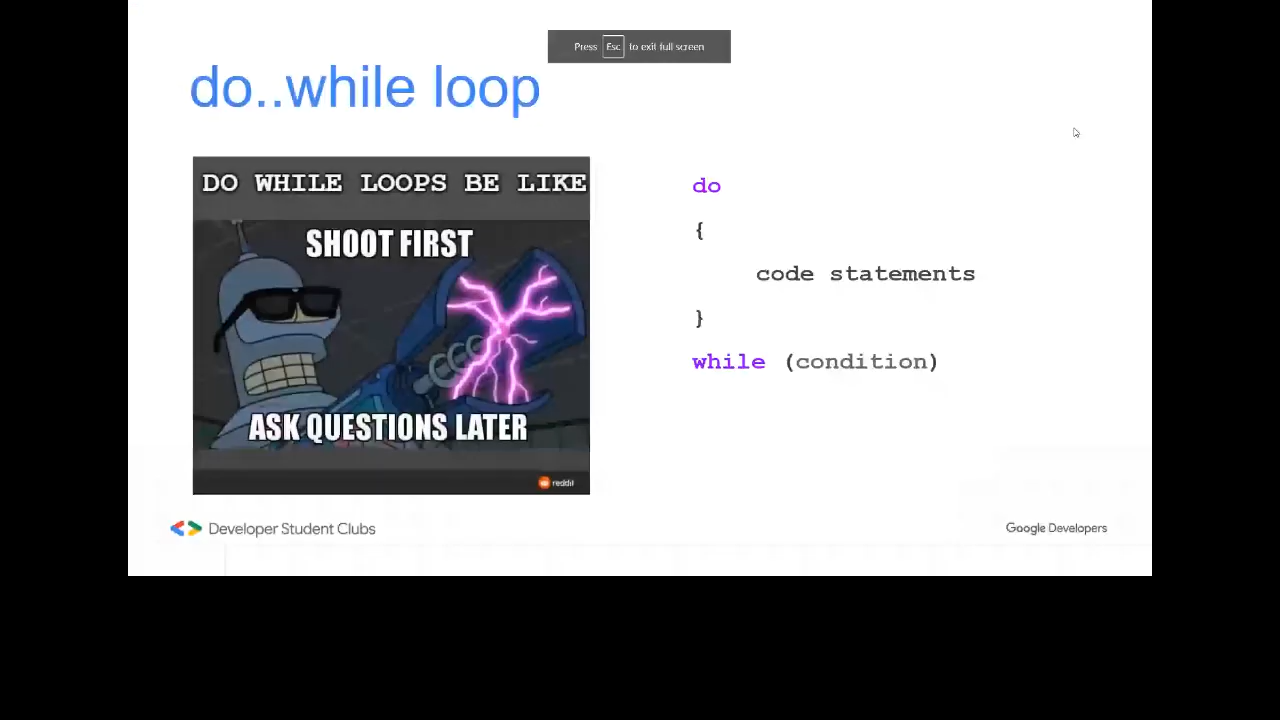 Press Esc to exit full screen
do..while loop
DO WHILE LOOPS BE LIKE
SHOOT FIRST
ASK QUESTIONS LATER
reddit
do
{
code statements
}
while (condition)
Developer Student Clubs
Google Developers